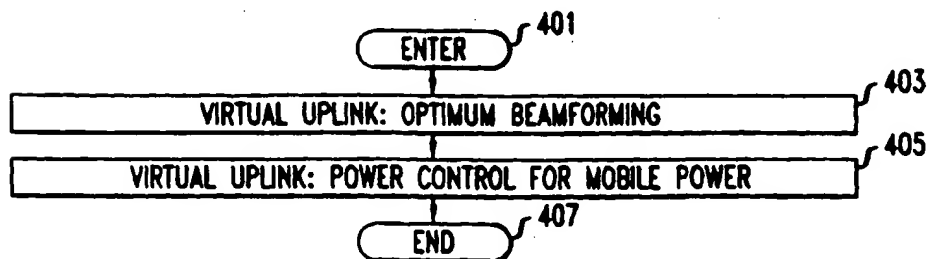 401
ENTER
403
VIRTUAL UPLINK: OPTIMUM BEAMFORMING
405
VIRTUAL UPLINK: POWER CONTROL FOR MOBILE POWER
407
END